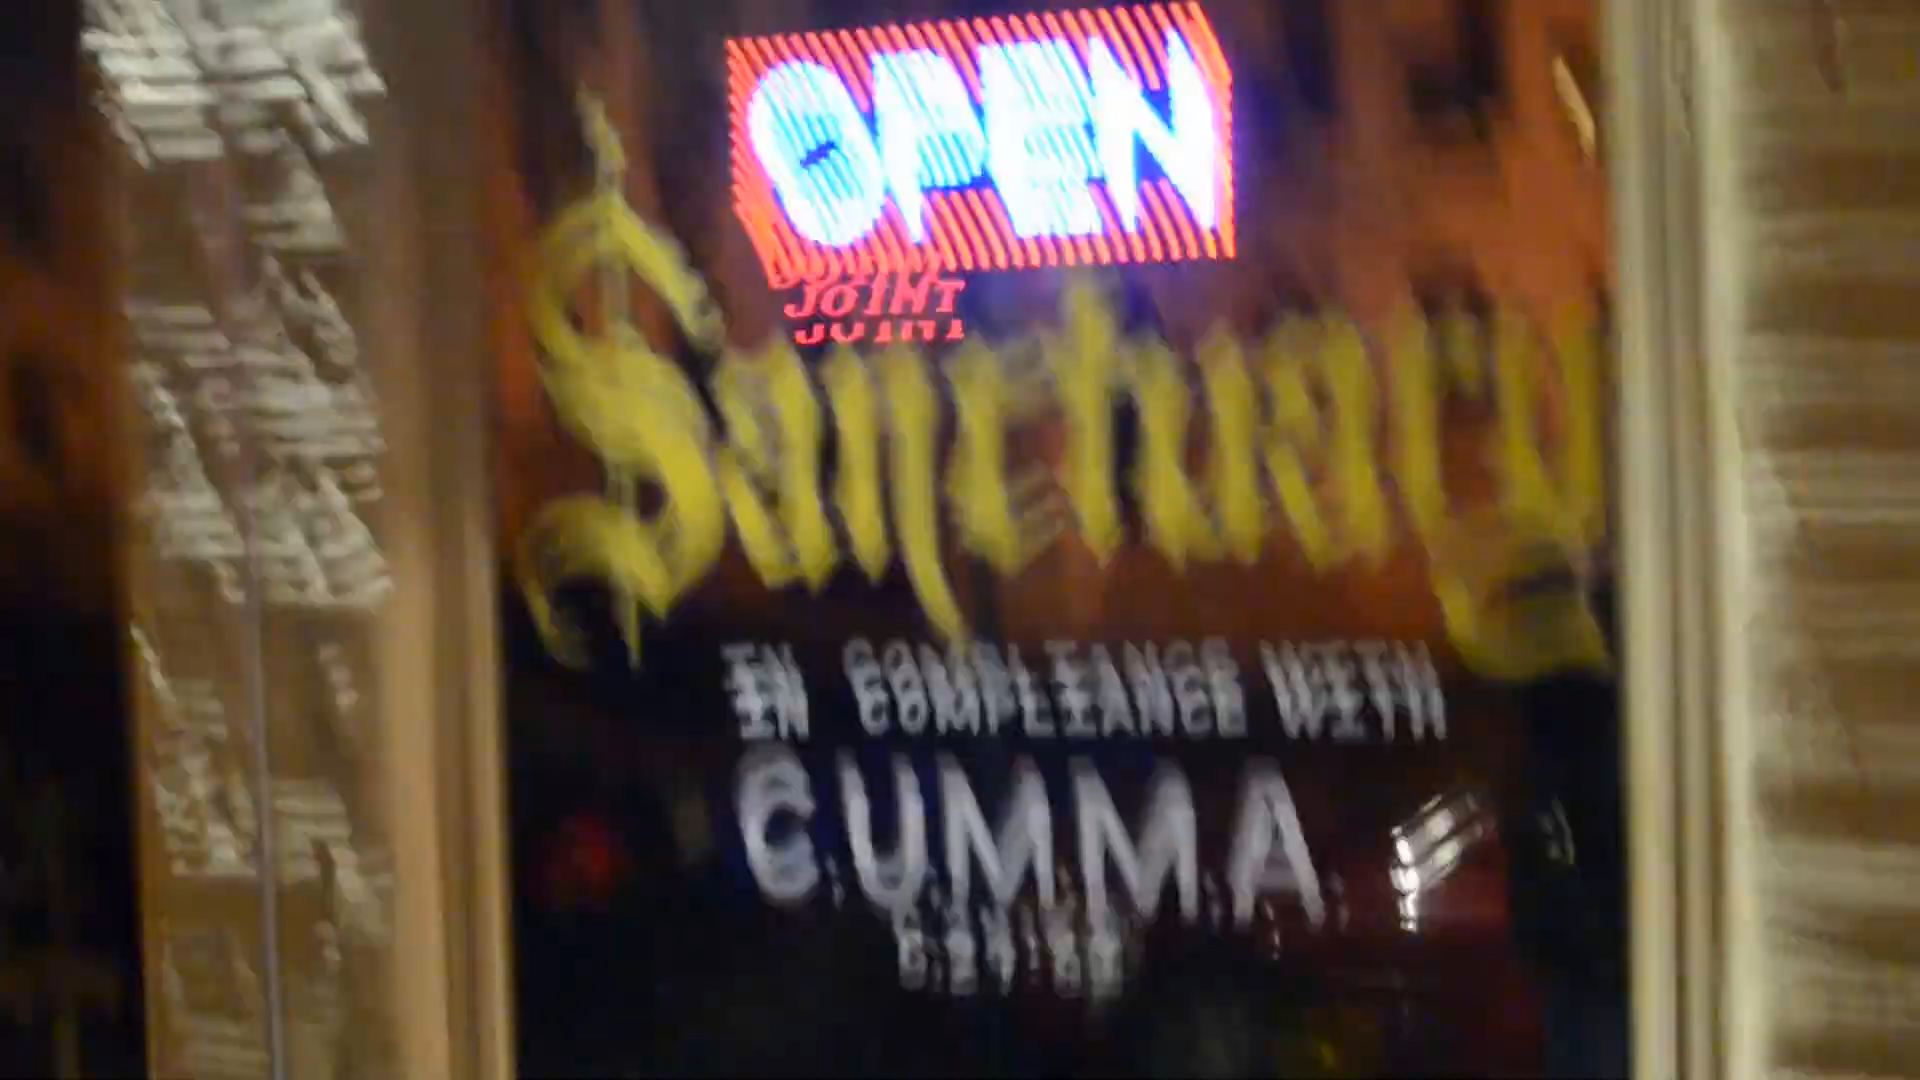 OPEN
JOINT
Sanctuary
IN COMPLIANCE WITH
C.U.M.M.A.